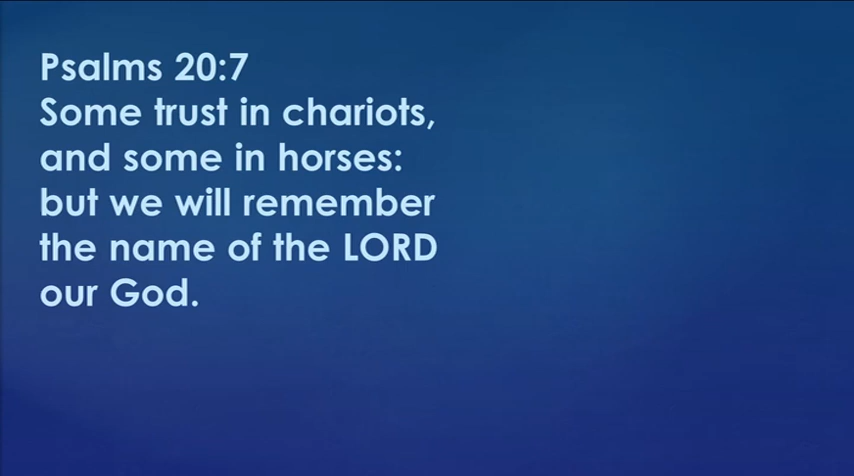 Psalms 20:7
Some trust in chariots,
and some in horses:
but we will remember
the name of the LORD
our God.